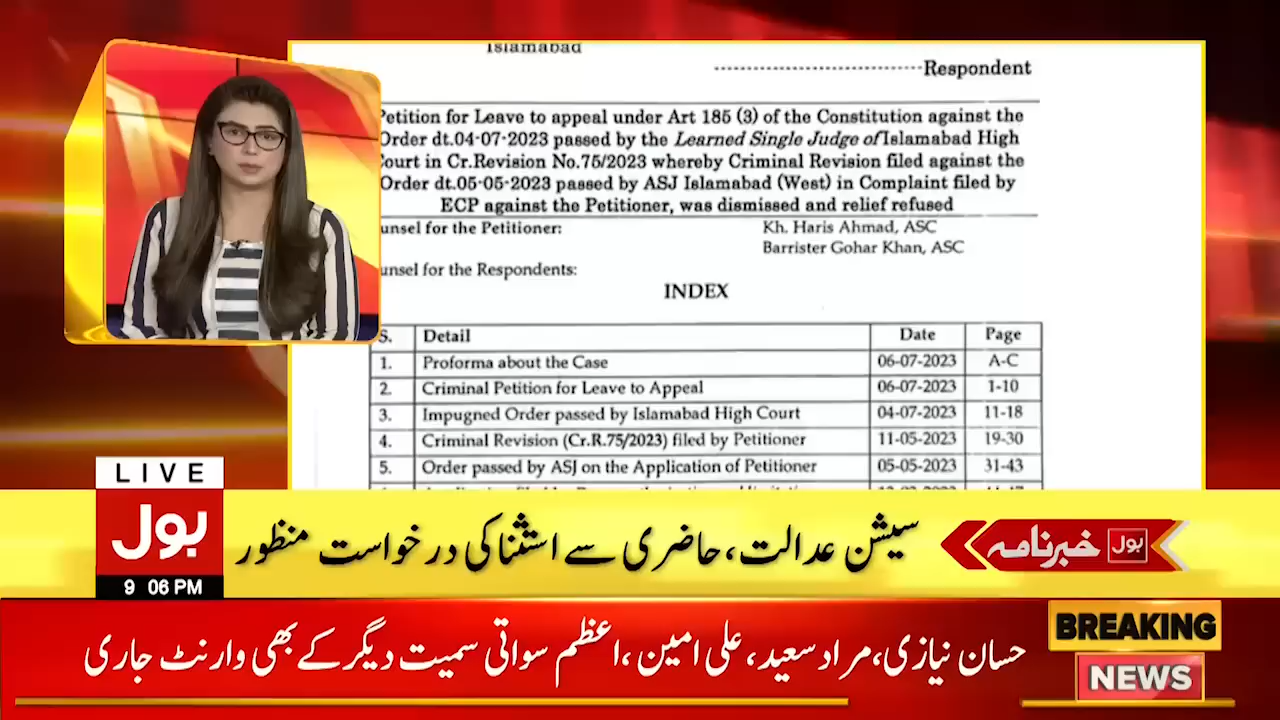 Islamabad
Respondent
Petition for Leave to appeal under Art 185 (3) of the Constitution against the
Order dt.04-07-2023 passed by the Learned Single Judge of Islamabad High
Court in Cr.Revision No.75/2023 whereby Criminal Revision filed against the
Order dt.05-05-2023 passed by ASJ Islamabad (West) in Complaint filed by
ECP against the Petitioner, was dismissed and relief refused
unsel for the Petitioner: Kh. Haris Ahmad, ASC
Barrister Gohar Khan, ASC
unsel for the Respondents:
INDEX
S. Detail Date Page
1. Proforma about the Case 06-07-2023 A-C
2. Criminal Petition for Leave to Appeal 06-07-2023 1-10
3. Impugned Order passed by Islamabad High Court 04-07-2023 11-18
4. Criminal Revision (Cr.R.75/2023) filed by Petitioner 11-05-2023 19-30
5. Order passed by ASJ on the Application of Petitioner 05-05-2023 31-43
LIVE
بول
9 06 PM
سیشن عدالت، حاضری سے استثنا کی درخواست منظور
بول خبرنامہ
حسان نیازی، مراد سعید، علی امین، اعظم سواتی سمیت دیگر کے بھی وارنٹ جاری
BREAKING
NEWS